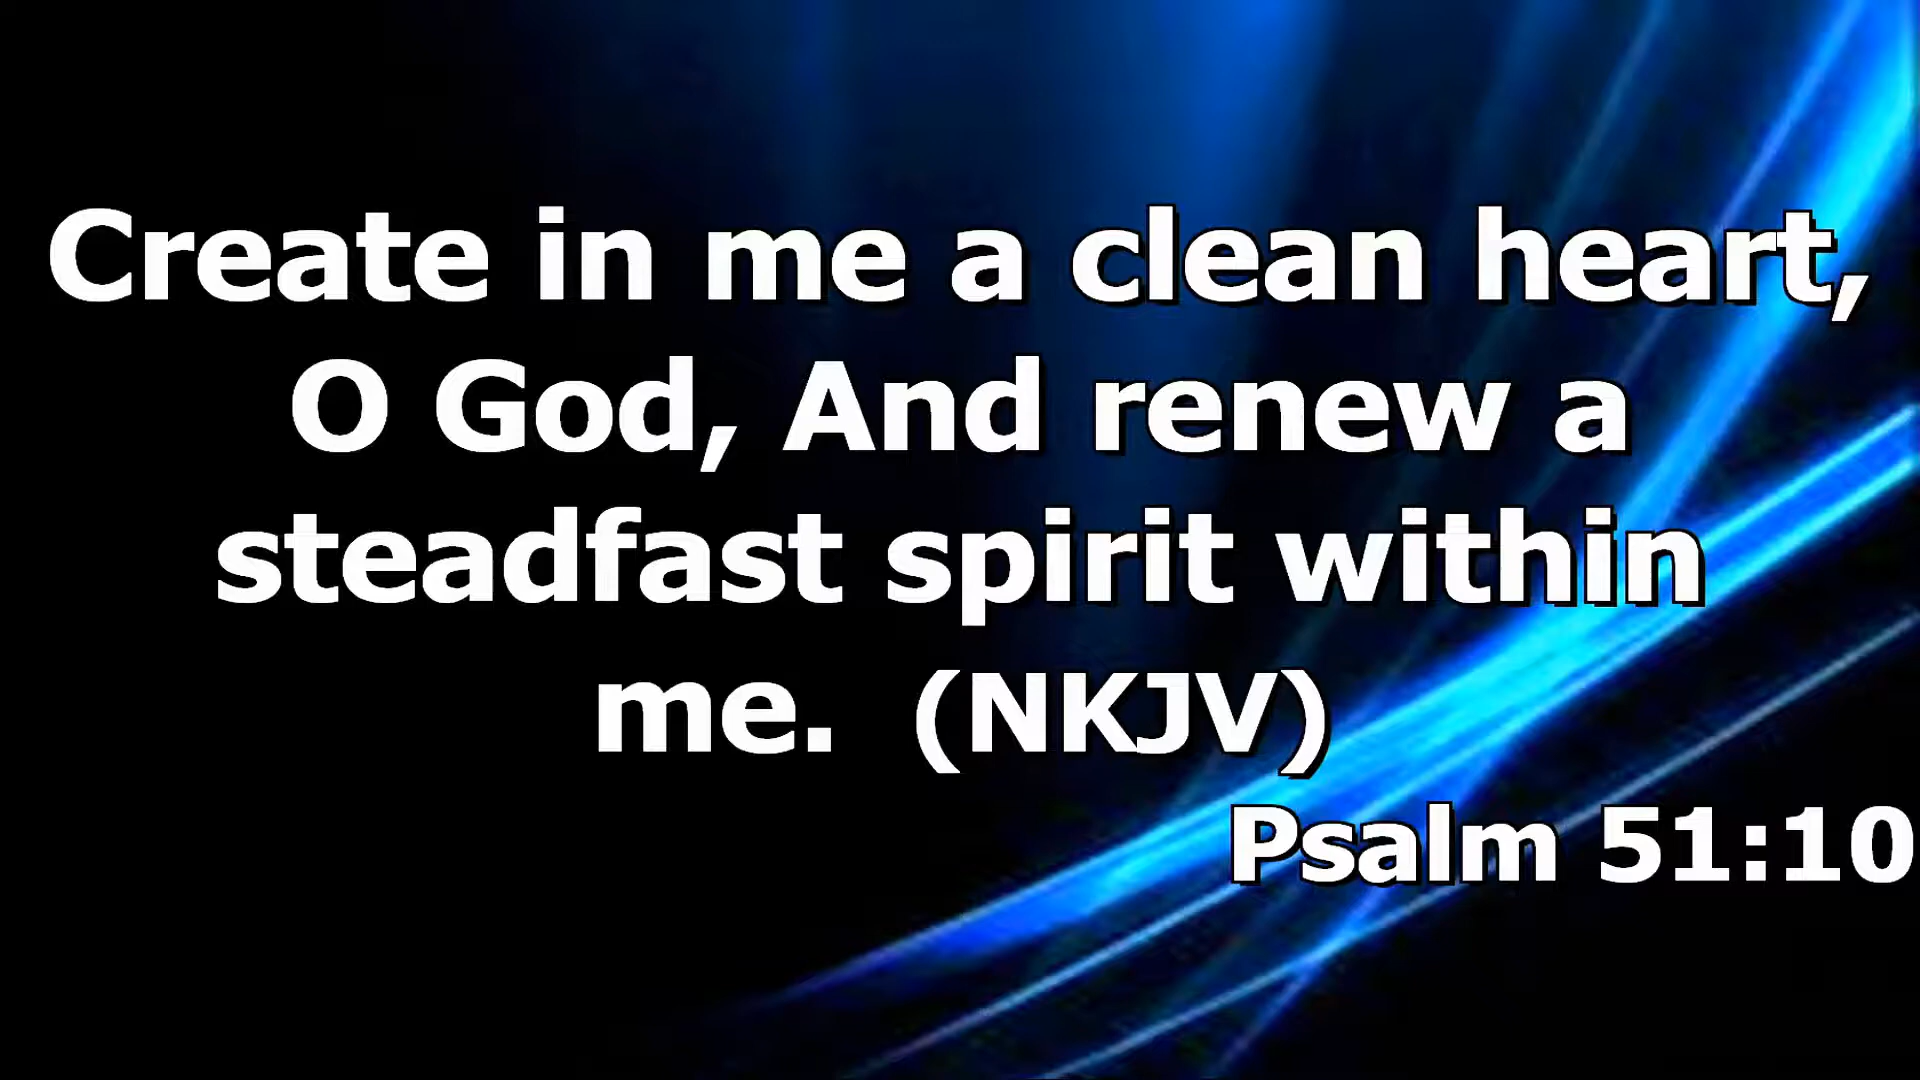 Create in me a clean heart,
O God, And renew a
steadfast spirit within
me.  (NKJV)
Psalm 51:10